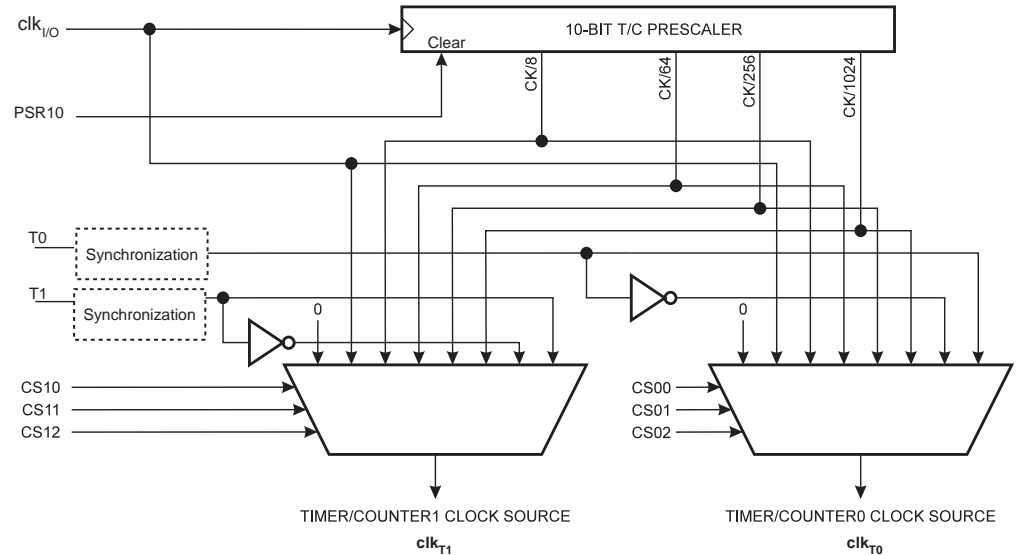 clkI/O
10-BIT T/C PRESCALER
Clear
PSR10
CK/8
CK/64
CK/256
CK/1024
T0
Synchronization
T1
Synchronization
0
0
CS10
CS11
CS12
CS00
CS01
CS02
TIMER/COUNTER1 CLOCK SOURCE
clkT1
TIMER/COUNTER0 CLOCK SOURCE
clkT0